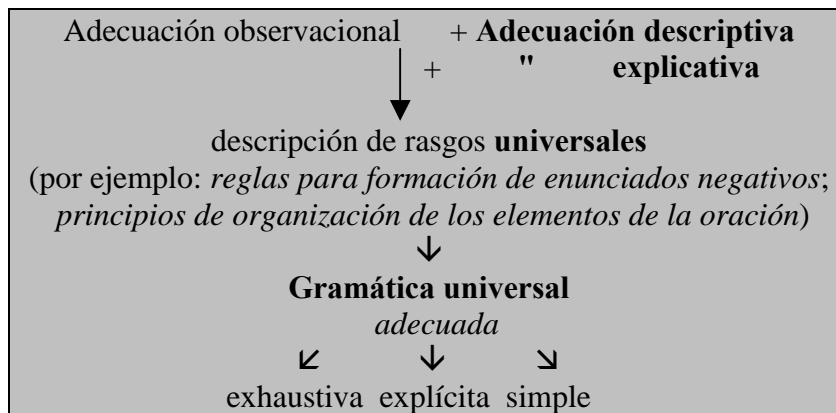 Adecuación observacional + Adecuación descriptiva
+ " explicativa
descripción de rasgos universales
(por ejemplo: reglas para formación de enunciados negativos;
principios de organización de los elementos de la oración)
Gramática universal
adecuada
exhaustiva explícita simple